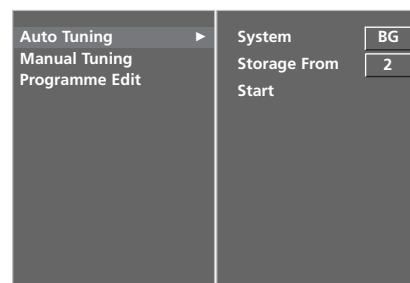 Auto Tuning ►
Manual Tuning
Programme Edit
System BG
Storage From 2
Start